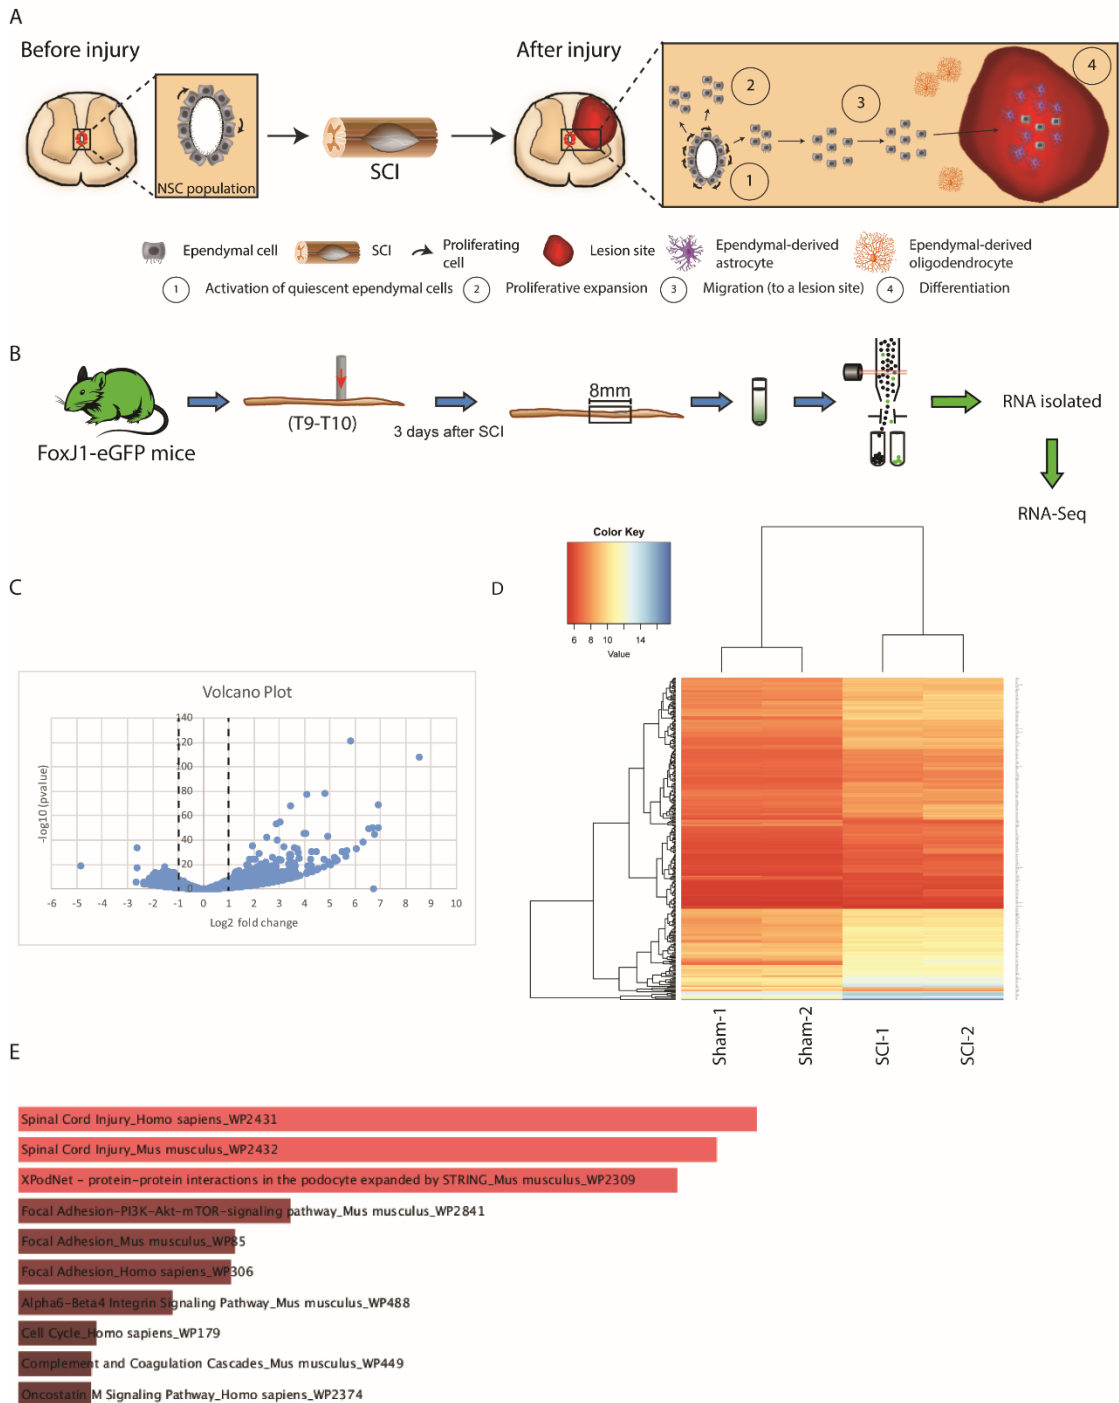 A
Before injury
After injury
NSC population
SCI
1
2
3
4
Ependymal cell
SCI
Proliferating
cell
Lesion site
Ependymal-derived
astrocyte
Ependymal-derived
oligodendrocyte
1 Activation of quiescent ependymal cells
2 Proliferative expansion
3 Migration (to a lesion site)
4 Differentiation
B
FoxJ1-eGFP mice
(T9-T10)
3 days after SCI
8mm
RNA isolated
RNA-Seq
C
Volcano Plot
-log10 (pvalue)
140
120
100
80
60
40
20
0
-6 -5 -4 -3 -2 -1 0 1 2 3 4 5 6 7 8 9 10
Log2 fold change
D
Color Key
6 8 10 14
Value
Sham-1
Sham-2
SCI-1
SCI-2
E
Spinal Cord Injury_Homo sapiens_WP2431
Spinal Cord Injury_Mus musculus_WP2432
XPodNet - protein-protein interactions in the podocyte expanded by STRING_Mus musculus_WP2309
Focal Adhesion-PI3K-Akt-mTOR-signaling pathway_Mus musculus_WP2841
Focal Adhesion_Mus musculus_WP85
Focal Adhesion_Homo sapiens_WP306
Alpha6-Beta4 Integrin Signaling Pathway_Mus musculus_WP488
Cell Cycle_Homo sapiens_WP179
Complement and Coagulation Cascades_Mus musculus_WP449
Oncostatin M Signaling Pathway_Homo sapiens_WP2374